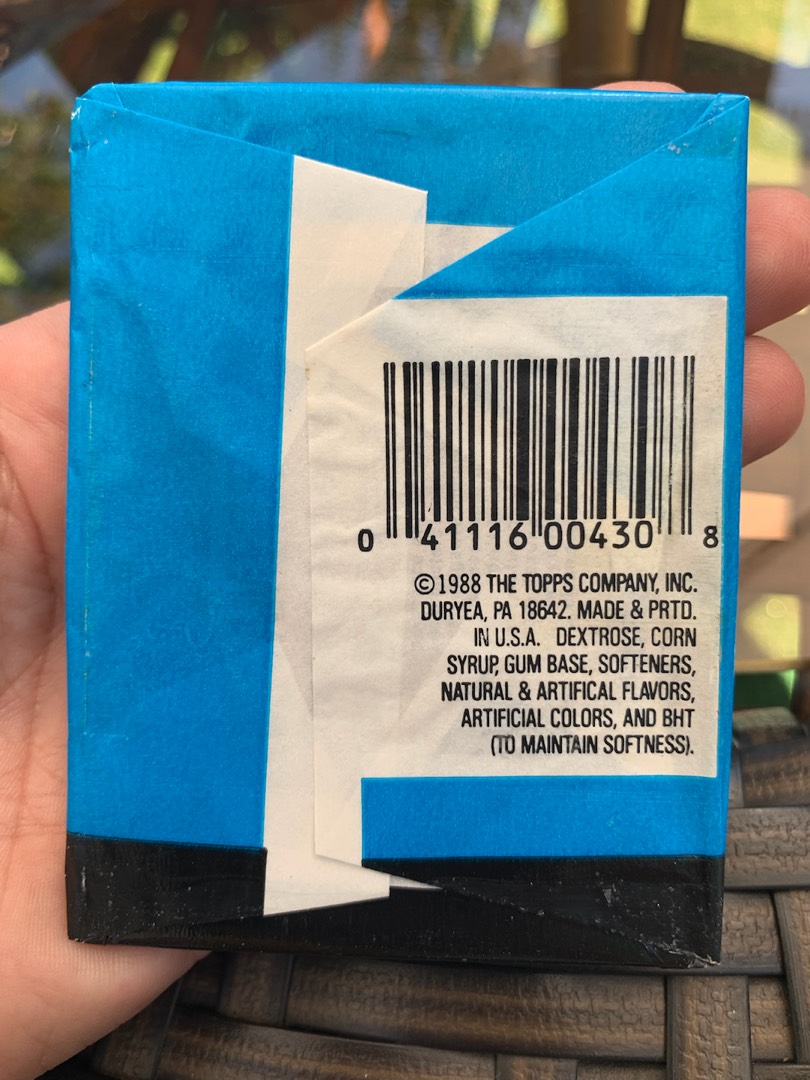 0 41116 00430 8
©1988 THE TOPPS COMPANY, INC.
DURYEA, PA 18642. MADE & PRTD.
IN U.S.A. DEXTROSE, CORN
SYRUP, GUM BASE, SOFTENERS,
NATURAL & ARTIFICAL FLAVORS,
ARTIFICIAL COLORS, AND BHT
(TO MAINTAIN SOFTNESS).